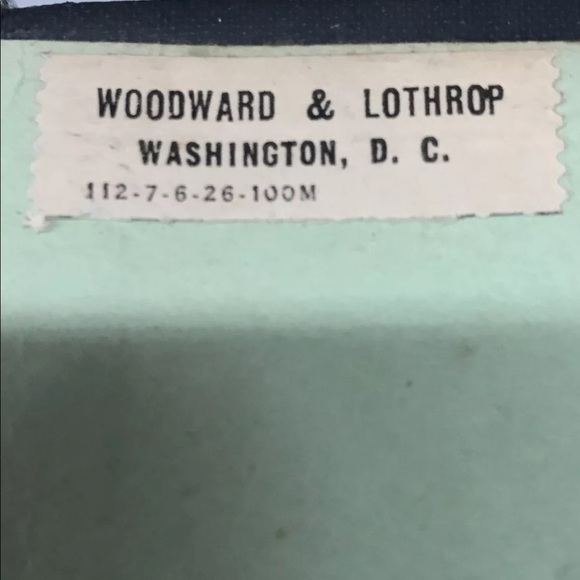 WOODWARD & LOTHROP
WASHINGTON, D. C.
112-7-6-26-100M